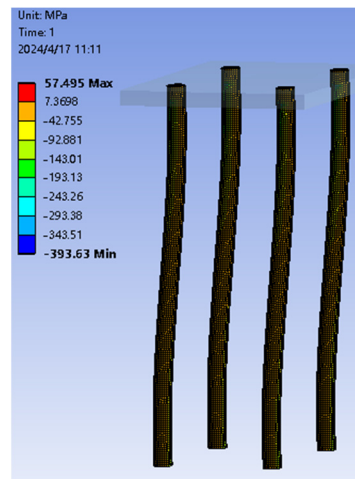 Unit: MPa
Time: 1
2024/4/17 11:11
57.495 Max
7.3698
-42.755
-92.881
-143.01
-193.13
-243.26
-293.38
-343.51
-393.63 Min